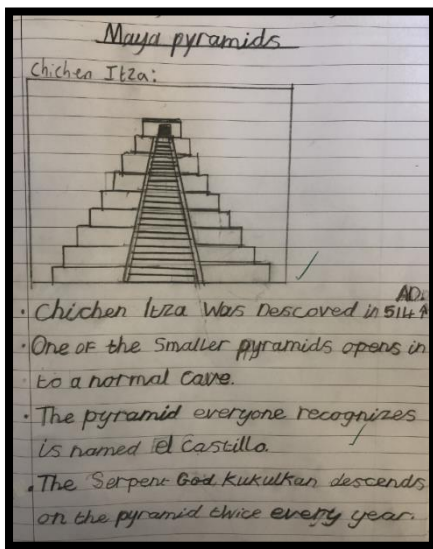 Maya pyramids
Chichen Itza:
AD.
• Chichen Itza was Descoved in 514 ↑
• One of the Smaller pyramids opens in
to a normal cave.
• The pyramid everyone recognizes
is named el Castillo.
• The Serpent God Kukulkan descends
on the pyramid twice every year.